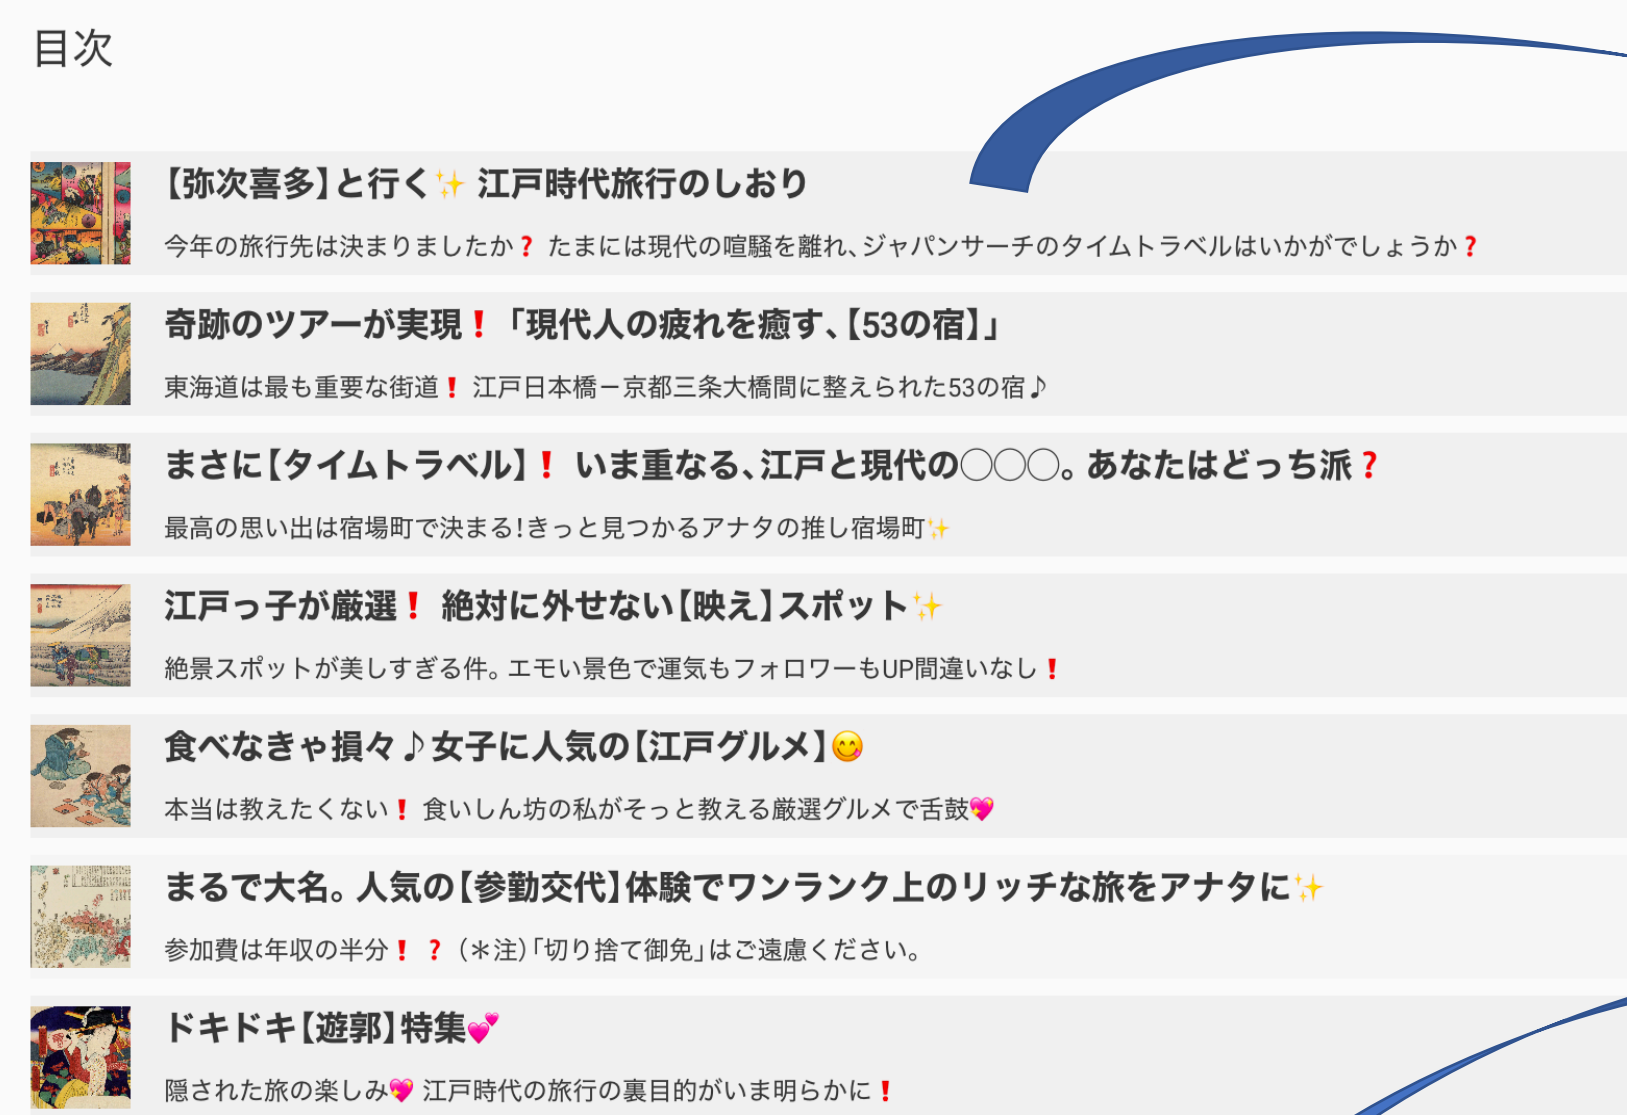 目次
【弥次喜多】と行く✨ 江戸時代旅行のしおり
今年の旅行先は決まりましたか❓ たまには現代の喧騒を離れ、ジャパンサーチのタイムトラベルはいかがでしょうか❓
奇跡のツアーが実現❗「現代人の疲れを癒す、【53の宿】」
東海道は最も重要な街道❗ 江戸日本橋－京都三条大橋間に整えられた53の宿♪
まさに【タイムトラベル】❗ いま重なる、江戸と現代の◯◯◯。あなたはどっち派❓
最高の思い出は宿場町で決まる！きっと見つかるアナタの推し宿場町✨
江戸っ子が厳選❗ 絶対に外せない【映え】スポット✨
絶景スポットが美しすぎる件。エモい景色で運気もフォロワーもUP間違いなし❗
食べなきゃ損々♪女子に人気の【江戸グルメ】😋
本当は教えたくない❗ 食いしん坊の私がそっと教える厳選グルメで舌鼓💖
まるで大名。人気の【参勤交代】体験でワンランク上のリッチな旅をアナタに✨
参加費は年収の半分❗❓（＊注）「切り捨て御免」はご遠慮ください。
ドキドキ【遊郭】特集💕
隠された旅の楽しみ💖 江戸時代の旅行の裏目的がいま明らかに❗